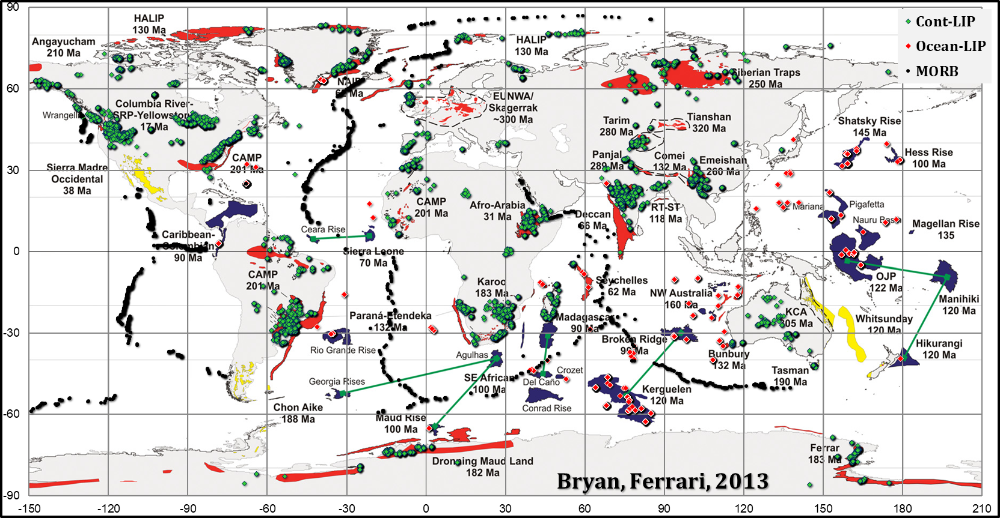 90
60
30
0
-30
-60
-90
-150
-120
-90
-60
-30
0
30
60
90
120
150
180
210
Cont-LIP
Ocean-LIP
MORB
HALIP
130 Ma
Angayucham
210 Ma
HALIP
130 Ma
NAIP
62 Ma
Siberian Traps
250 Ma
Columbia River-
SRP-Yellowstone
17 Ma
Wrangellia
EUNWA/
Skagerrak
~300 Ma
Tarim
280 Ma
Tianshan
320 Ma
Shatsky Rise
145 Ma
Hess Rise
100 Ma
Panjal
289 Ma
Comei
132 Ma
Emeishan
260 Ma
CAMP
201 Ma
Sierra Madre
Occidental
38 Ma
CAMP
201 Ma
Afro-Arabia
31 Ma
Deccan
66 Ma
RT-ST
118 Ma
Mariana
Pigafetta
Nauru Basin
Magellan Rise
135
Ceara Rise
Sierra Leone
70 Ma
Caribbean-
Colombian
90 Ma
CAMP
201 Ma
Karoo
183 Ma
Seychelles
62 Ma
NW Australia
160 Ma
OJP
122 Ma
Manihiki
120 Ma
Paraná-Etendeka
132 Ma
Madagascar
90 Ma
KCA
305 Ma
Whitsunday
120 Ma
Rio Grande Rise
Agulhas
Broken Ridge
90 Ma
Bunbury
132 Ma
Hikurangi
120 Ma
Tasman
190 Ma
Georgia Rises
SE African
100 Ma
Crozet
Del Caño
Conrad Rise
Kerguelen
120 Ma
Chon Aike
188 Ma
Maud Rise
100 Ma
Ferrar
183 Ma
Dronning Maud Land
182 Ma
Bryan, Ferrari, 2013